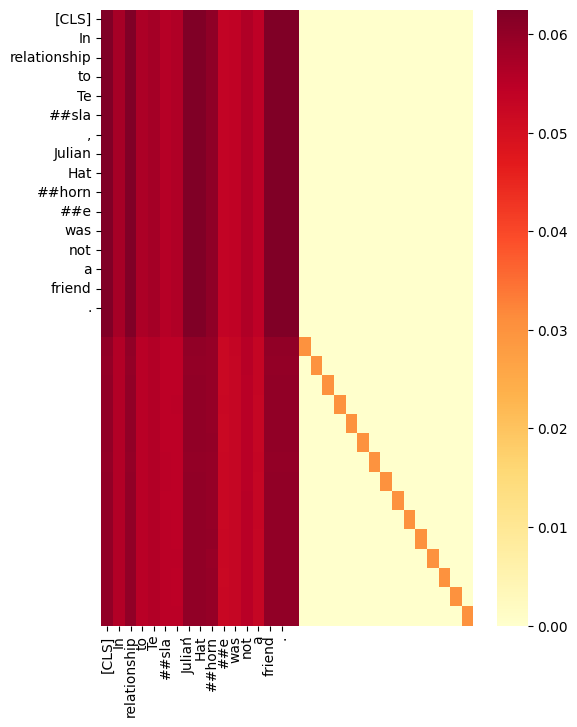 [CLS]
In
relationship
to
Te
##sla
,
Julian
Hat
##horn
##e
was
not
a
friend
.
0.06
0.05
0.04
0.03
0.02
0.01
0.00
[CLS]
In
relationship
to
Te
##sla
,
Julian
Hat
##horn
##e
was
not
a
friend
.